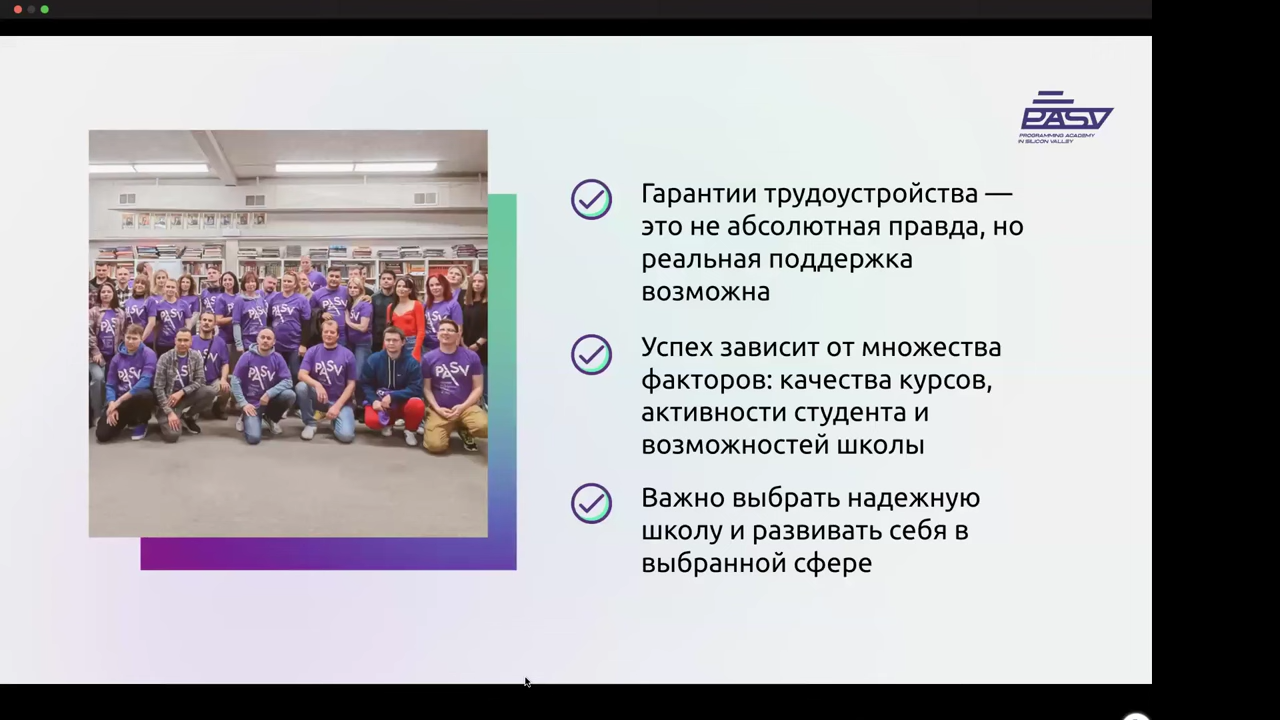 PASV
PROGRAMMING ACADEMY
IN SILICON VALLEY
Гарантии трудоустройства —
это не абсолютная правда, но
реальная поддержка
возможна
Успех зависит от множества
факторов: качества курсов,
активности студента и
возможностей школы
Важно выбрать надежную
школу и развивать себя в
выбранной сфере